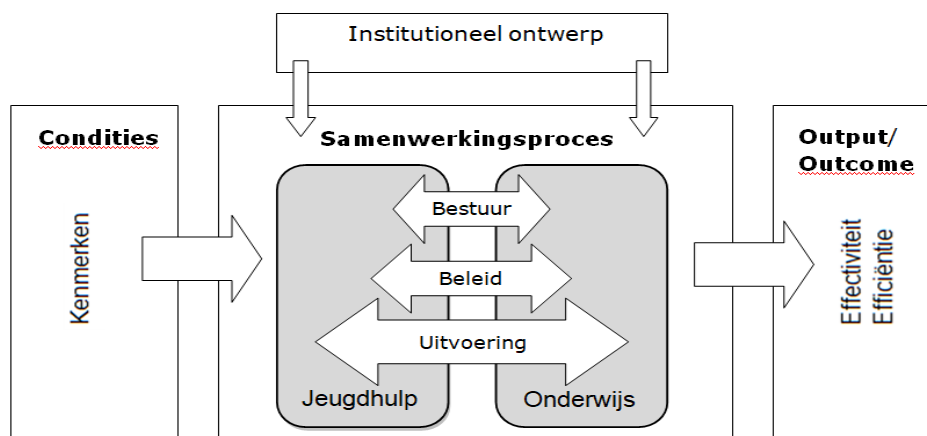 Institutioneel ontwerp
Condities
Kenmerken
Samenwerkingsproces
Bestuur
Beleid
Uitvoering
Jeugdhulp
Onderwijs
Output/
Outcome
Effectiviteit
Efficiëntie